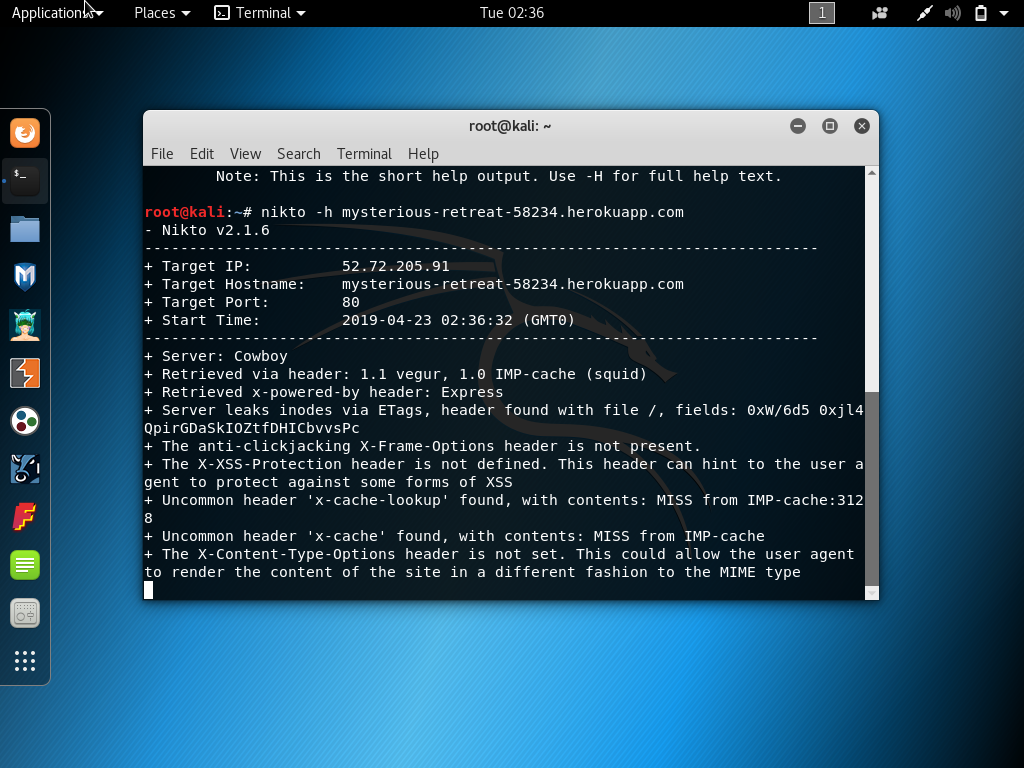 Applications Places Terminal Tue 02:36 1
root@kali: ~
File Edit View Search Terminal Help
Note: This is the short help output. Use -H for full help text.
root@kali:~# nikto -h mysterious-retreat-58234.herokuapp.com
- Nikto v2.1.6
---------------------------------------------------------------------------
+ Target IP: 52.72.205.91
+ Target Hostname: mysterious-retreat-58234.herokuapp.com
+ Target Port: 80
+ Start Time: 2019-04-23 02:36:32 (GMT0)
---------------------------------------------------------------------------
+ Server: Cowboy
+ Retrieved via header: 1.1 vegur, 1.0 IMP-cache (squid)
+ Retrieved x-powered-by header: Express
+ Server leaks inodes via ETags, header found with file /, fields: 0xW/6d5 0xjl4
QpirGDaSkIOZtfDHICbvvsPc
+ The anti-clickjacking X-Frame-Options header is not present.
+ The X-XSS-Protection header is not defined. This header can hint to the user a
gent to protect against some forms of XSS
+ Uncommon header 'x-cache-lookup' found, with contents: MISS from IMP-cache:312
8
+ Uncommon header 'x-cache' found, with contents: MISS from IMP-cache
+ The X-Content-Type-Options header is not set. This could allow the user agent
to render the content of the site in a different fashion to the MIME type